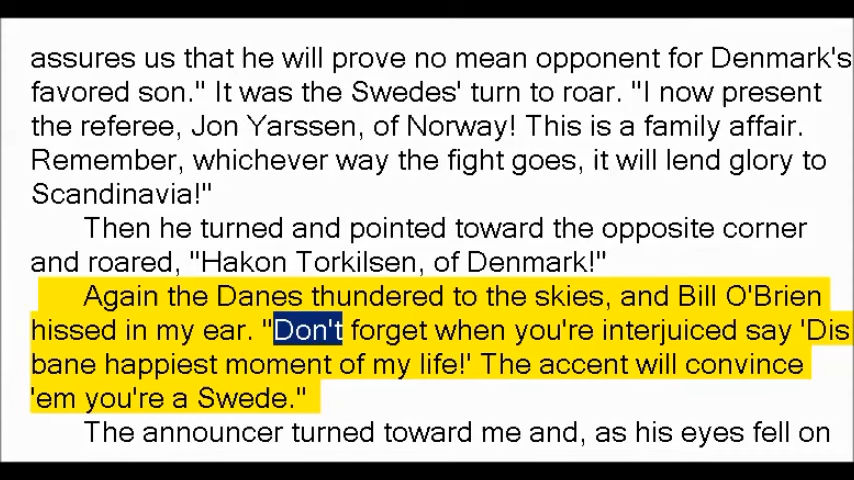 assures us that he will prove no mean opponent for Denmark's
favored son." It was the Swedes' turn to roar. "I now present
the referee, Jon Yarssen, of Norway! This is a family affair.
Remember, whichever way the fight goes, it will lend glory to
Scandinavia!"
Then he turned and pointed toward the opposite corner
and roared, "Hakon Torkilsen, of Denmark!"
Again the Danes thundered to the skies, and Bill O'Brien
hissed in my ear. "Don't forget when you're interjuiced say 'Dis
bane happiest moment of my life!' The accent will convince
'em you're a Swede."
The announcer turned toward me and, as his eyes fell on